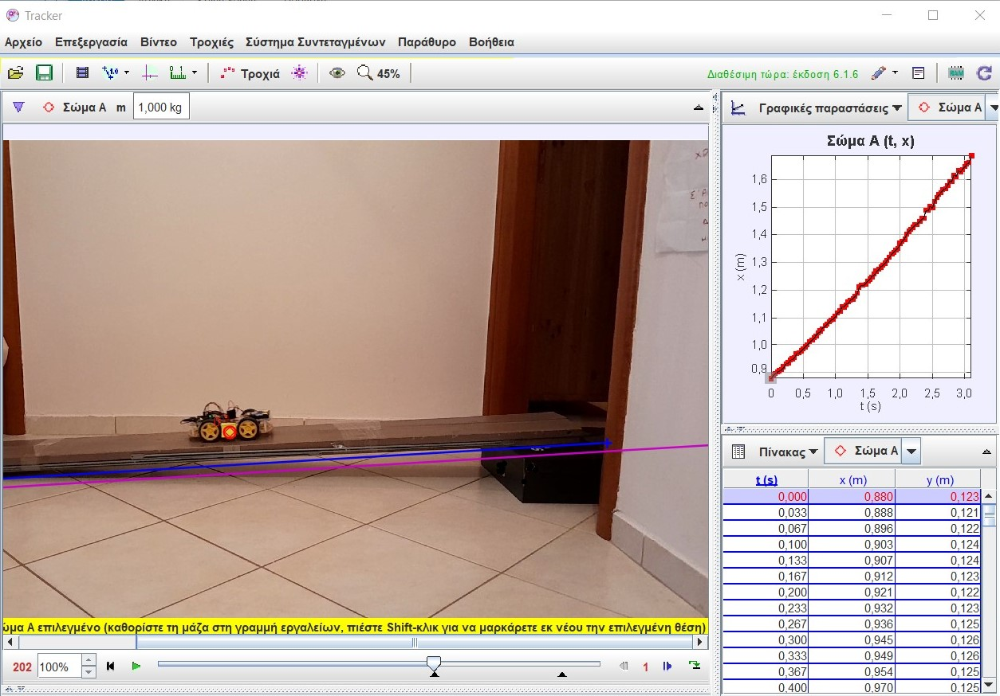 Tracker
Αρχείο Επεξεργασία Βίντεο Τροχιές Σύστημα Συντεταγμένων Παράθυρο Βοήθεια
1.0 Τροχιά 45% Διαθέσιμη τώρα: έκδοση 6.1.6 RAM
Σώμα A m 1,000 kg
Γραφικές παραστάσεις Σώμα A
Σώμα A (t, x)
1,6
1,5
1,4
1,3
1,2
1,1
1,0
0,9
x (m)
0 0,5 1,0 1,5 2,0 2,5 3,0
t (s)
Πίνακας Σώμα A
t (s) x (m) y (m)
0,000 0,880 0,123
0,033 0,888 0,121
0,067 0,896 0,122
0,100 0,903 0,124
0,133 0,907 0,124
0,167 0,912 0,123
0,200 0,921 0,122
0,233 0,932 0,123
0,267 0,936 0,125
0,300 0,945 0,126
0,333 0,949 0,126
0,367 0,954 0,125
0,400 0,970 0,125
ώμα A επιλεγμένο (καθορίστε τη μάζα στη γραμμή εργαλείων, πιέστε Shift-κλικ για να μαρκάρετε εκ νέου την επιλεγμένη θέση)
202 100% 1